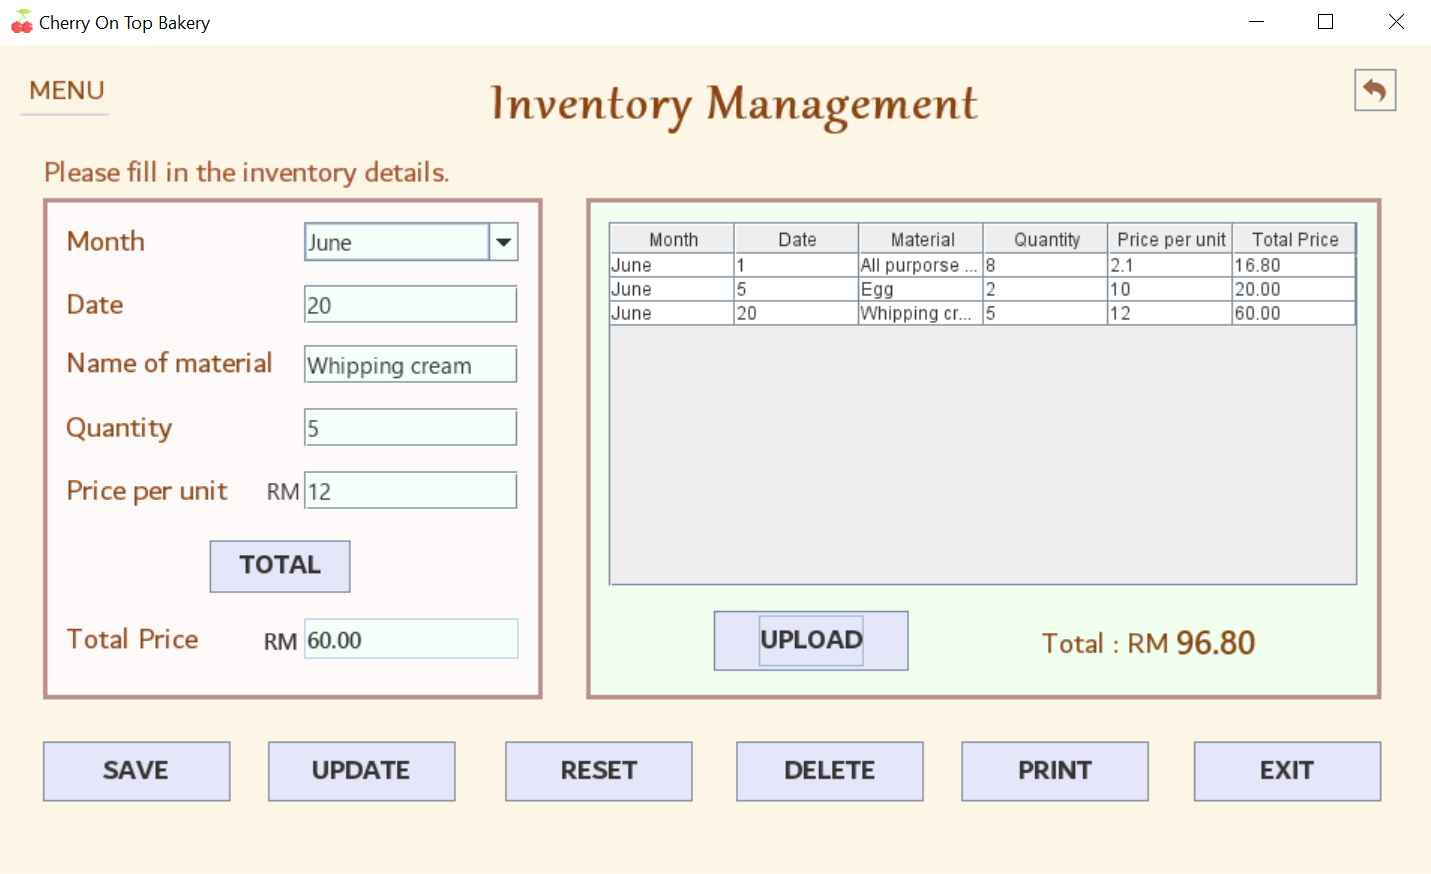 Cherry On Top Bakery
MENU
Inventory Management
Please fill in the inventory details.
Month June
Date 20
Name of material Whipping cream
Quantity 5
Price per unit RM 12
TOTAL
Total Price RM 60.00
Month Date Material Quantity Price per unit Total Price
June 1 All purporse ... 8 2.1 16.80
June 5 Egg 2 10 20.00
June 20 Whipping cr... 5 12 60.00
UPLOAD Total : RM 96.80
SAVE UPDATE RESET DELETE PRINT EXIT